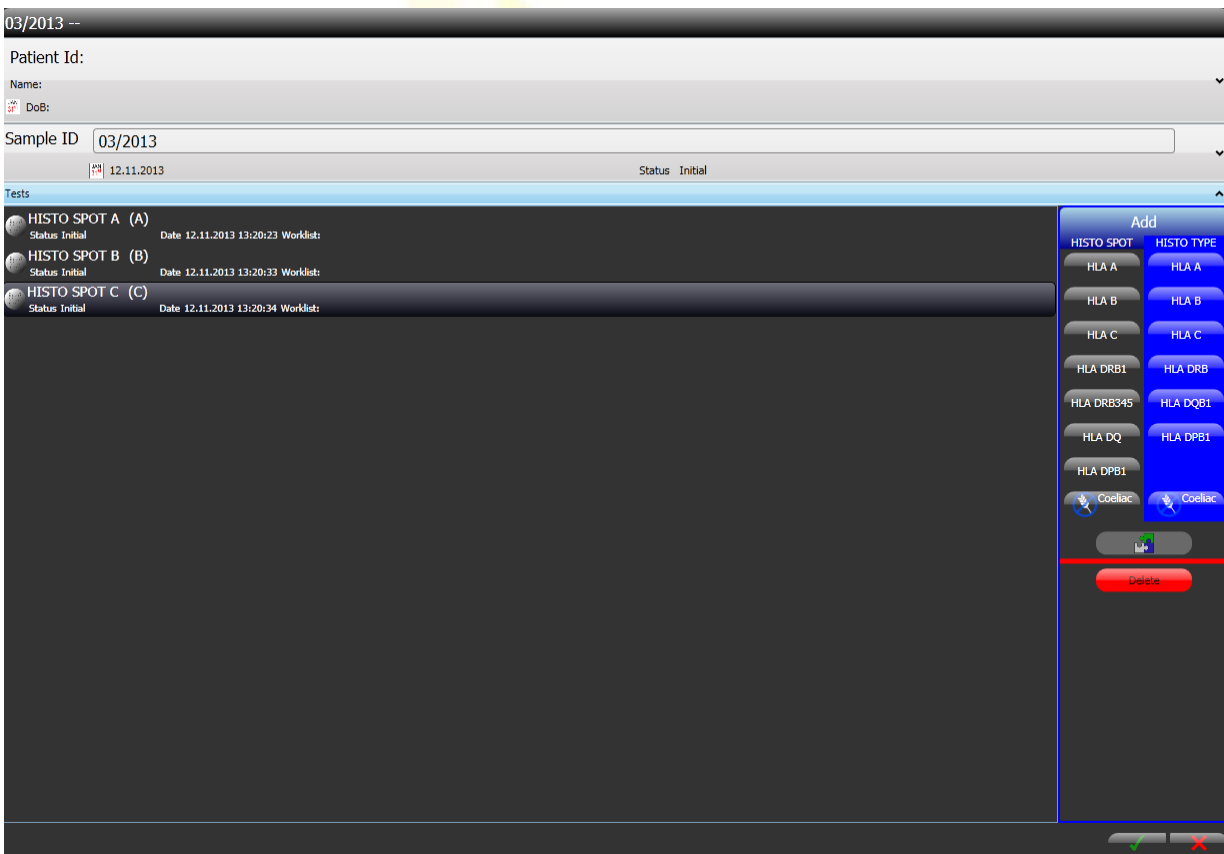 03/2013 --
Patient Id:
Name:
DoB:
Sample ID 03/2013
12.11.2013 Status Initial
Tests
HISTO SPOT A (A)
Status Initial Date 12.11.2013 13:20:23 Worklist:
HISTO SPOT B (B)
Status Initial Date 12.11.2013 13:20:33 Worklist:
HISTO SPOT C (C)
Status Initial Date 12.11.2013 13:20:34 Worklist:
Add
HISTO SPOT HISTO TYPE
HLA A HLA A
HLA B HLA B
HLA C HLA C
HLA DRB1 HLA DRB
HLA DRB345 HLA DQB1
HLA DQ HLA DPB1
HLA DPB1
Coeliac Coeliac
Delete